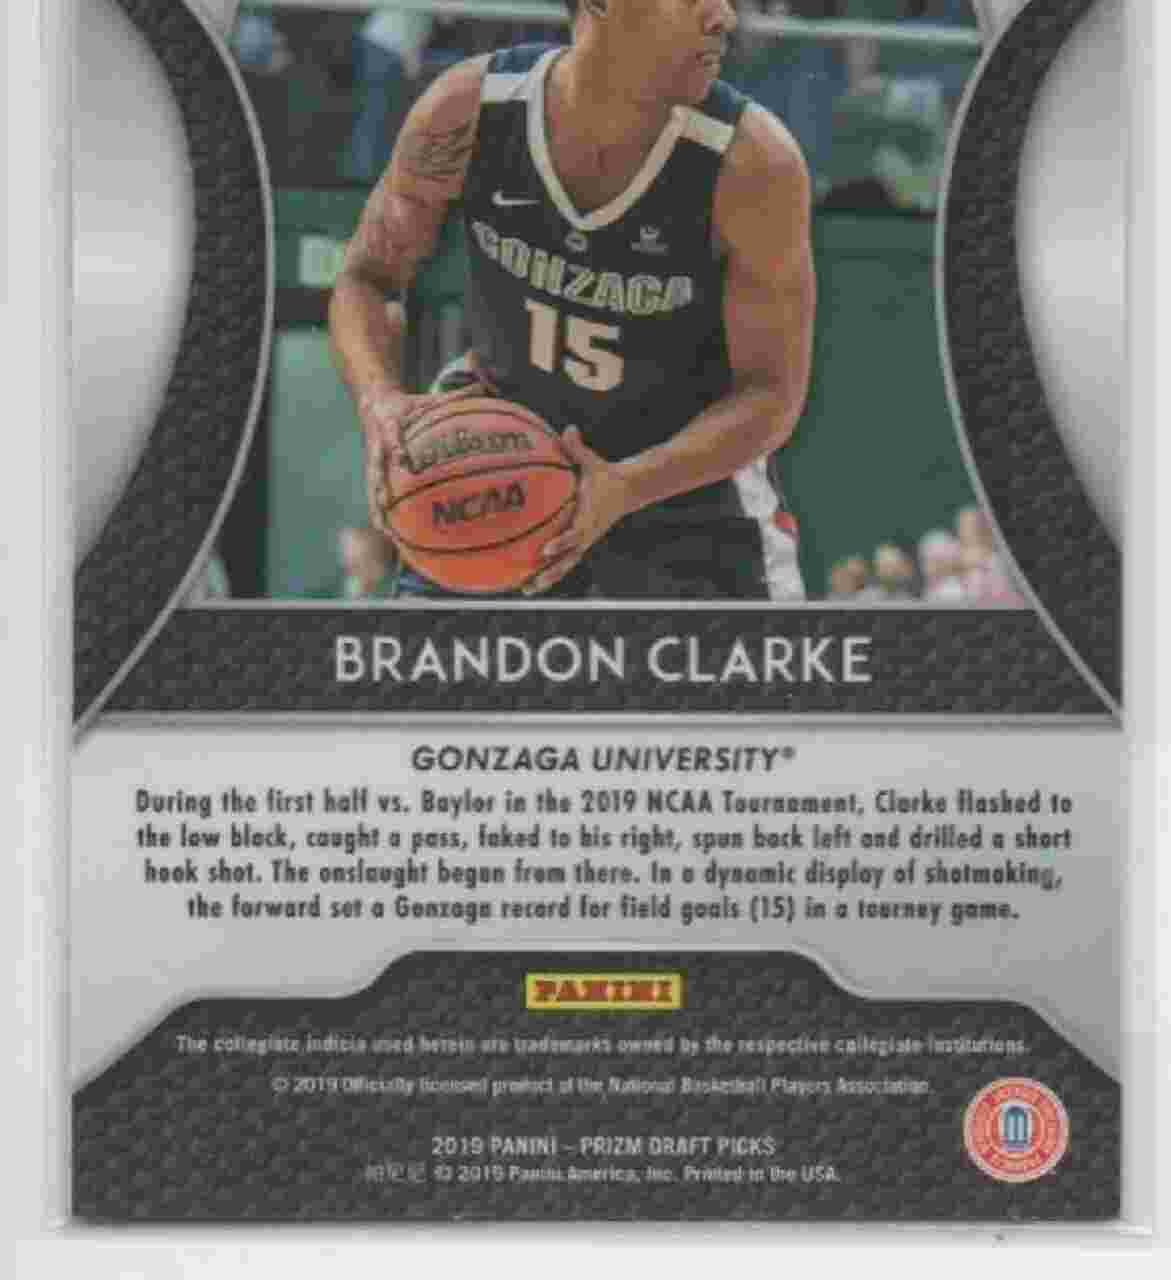 GONZAGA
15
Wilson
NCAA
BRANDON CLARKE
GONZAGA UNIVERSITY®
During the first half vs. Baylor in the 2019 NCAA Tournament, Clarke flashed to
the low block, caught a pass, faked to his right, spun back left and drilled a short
hook shot. The onslaught began from there. In a dynamic display of shotmaking,
the forward set a Gonzaga record for field goals (15) in a tourney game.
PANINI
The collegiate indicia used herein are trademarks owned by the respective collegiate institutions.
© 2019 Officially licensed product of the National Basketball Players Association.
2019 PANINI – PRIZM DRAFT PICKS
© 2019 Panini America, Inc. Printed in the USA.